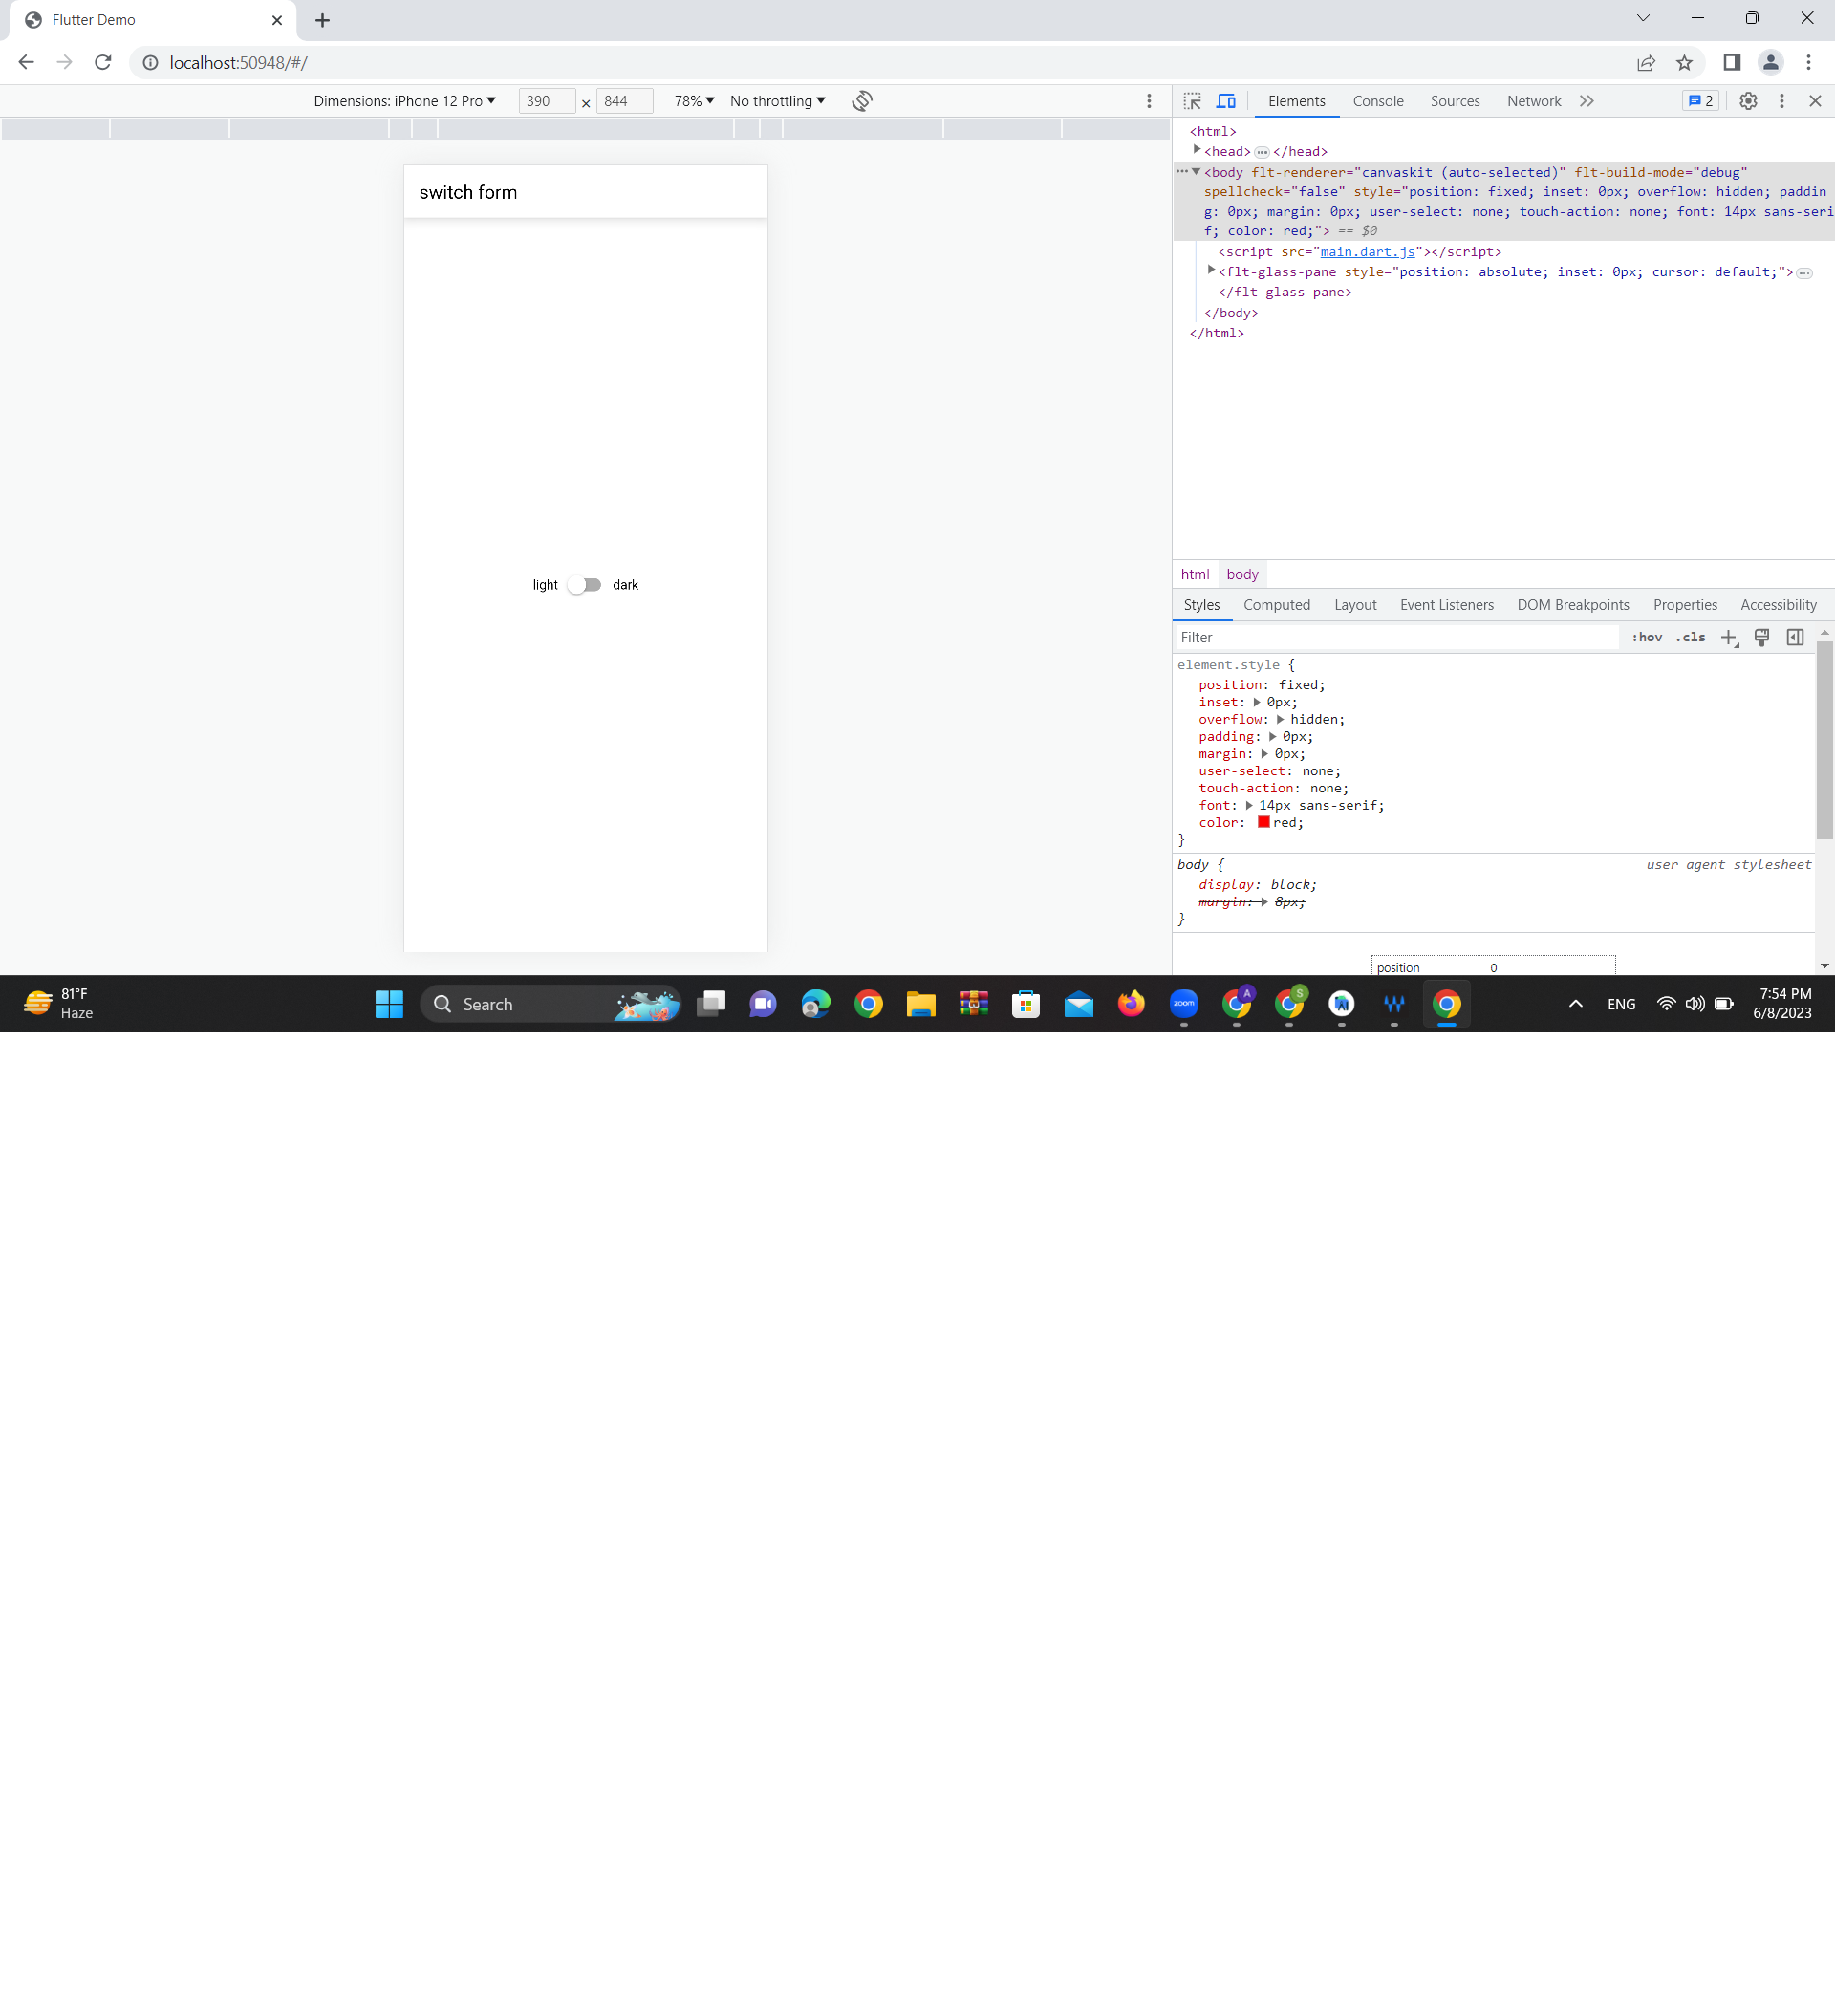 Flutter Demo
localhost:50948/#/
Dimensions: iPhone 12 Pro 390 × 844 78% No throttling
Elements Console Sources Network 2
switch form
light dark
<html>
<head> </head>
<body flt-renderer="canvaskit (auto-selected)" flt-build-mode="debug"
spellcheck="false" style="position: fixed; inset: 0px; overflow: hidden; paddin
g: 0px; margin: 0px; user-select: none; touch-action: none; font: 14px sans-seri
f; color: red;"> == $0
<script src="main.dart.js"></script>
<flt-glass-pane style="position: absolute; inset: 0px; cursor: default;">
</flt-glass-pane>
</body>
</html>
html body
Styles Computed Layout Event Listeners DOM Breakpoints Properties Accessibility
Filter :hov .cls
element.style {
position: fixed;
inset: 0px;
overflow: hidden;
padding: 0px;
margin: 0px;
user-select: none;
touch-action: none;
font: 14px sans-serif;
color: red;
}
body { user agent stylesheet
display: block;
margin: 8px;
}
position 0
81°F
Haze
Search
zoom
A
S
ENG
7:54 PM
6/8/2023